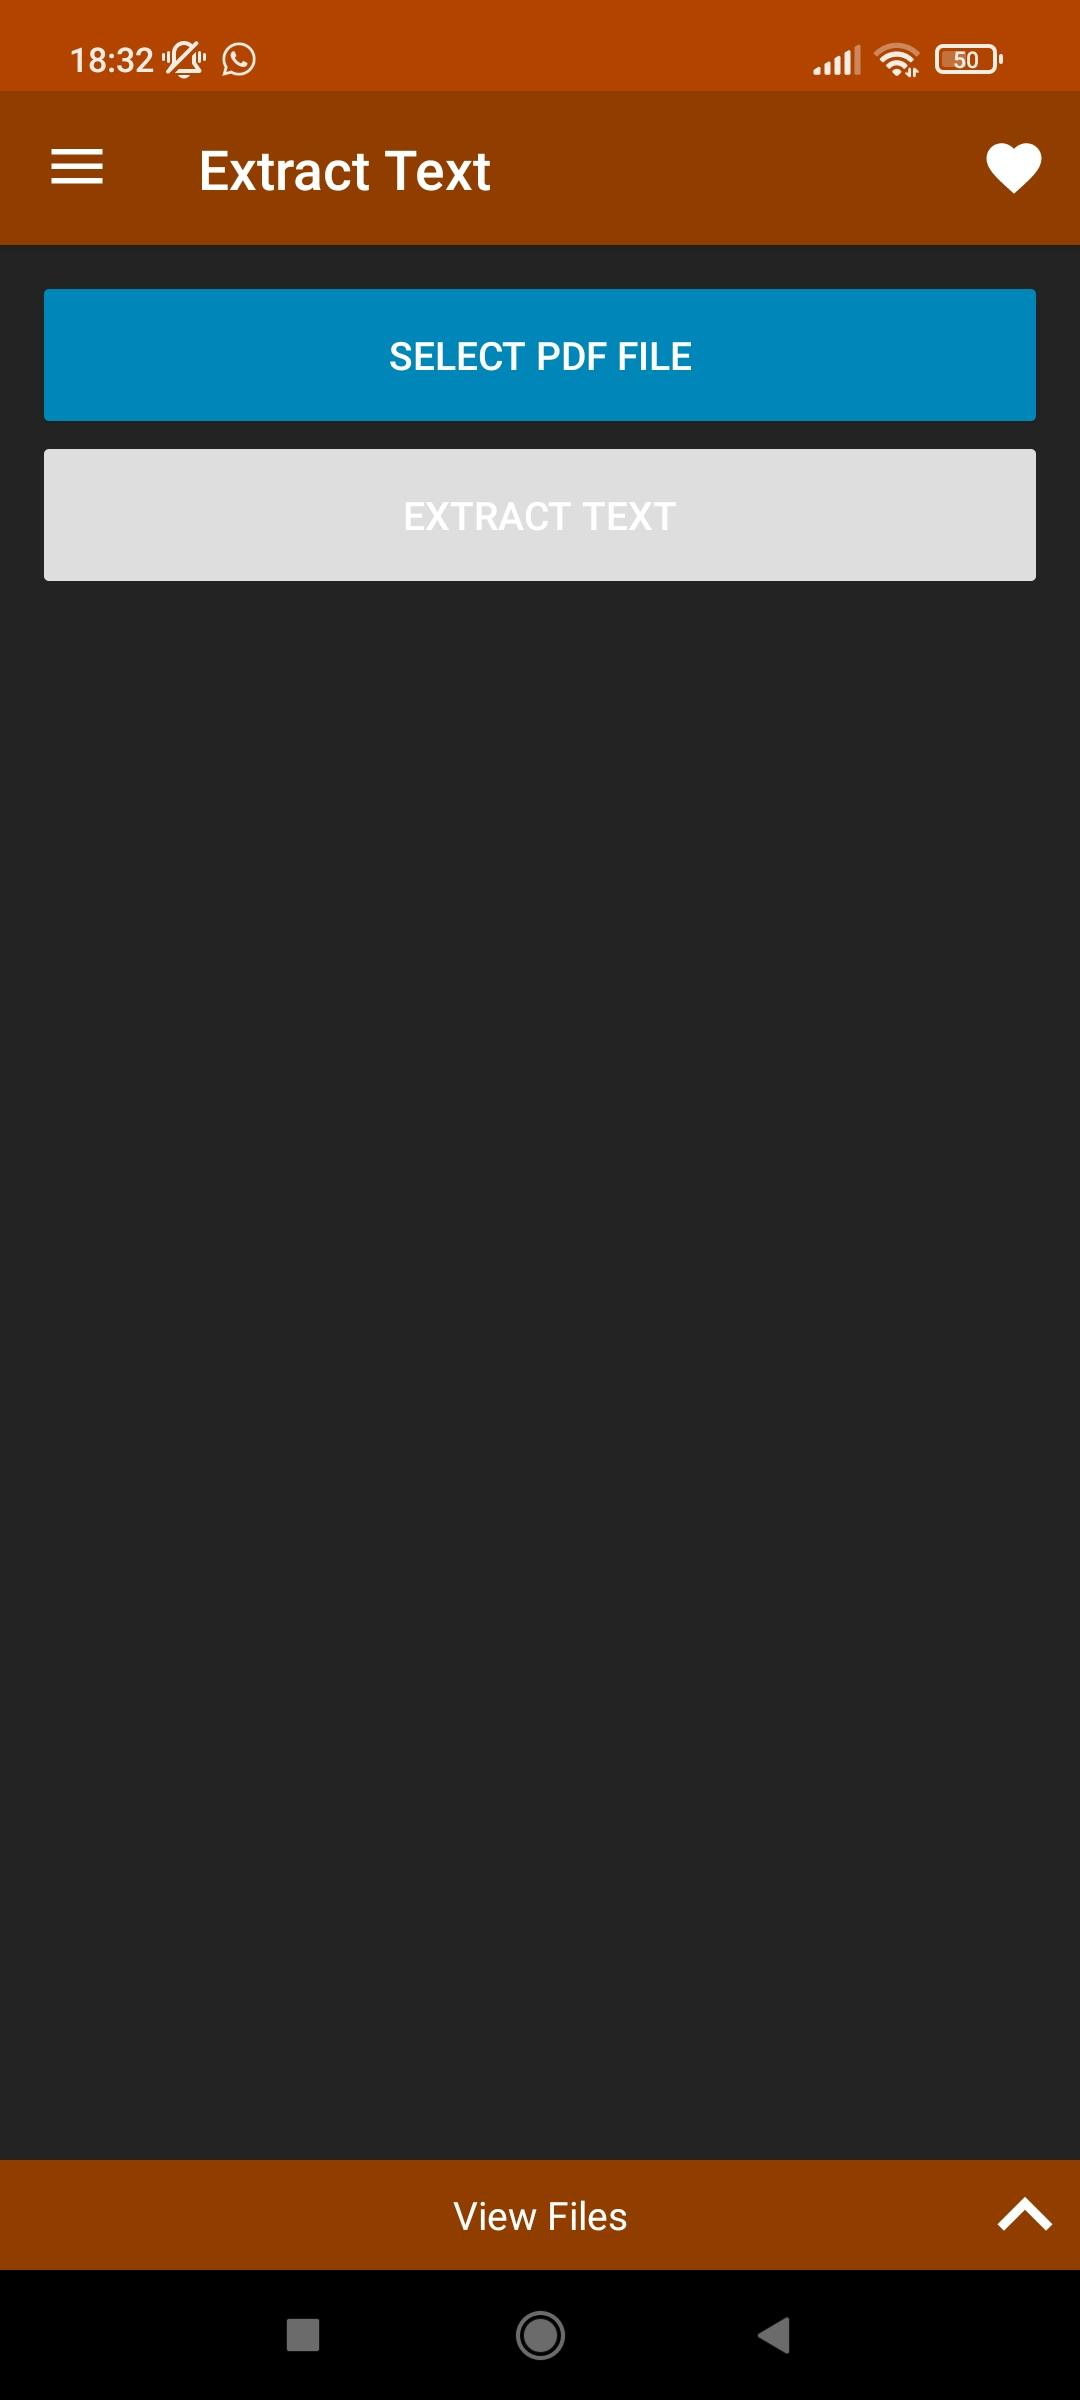 18:32
50
Extract Text
SELECT PDF FILE
EXTRACT TEXT
View Files